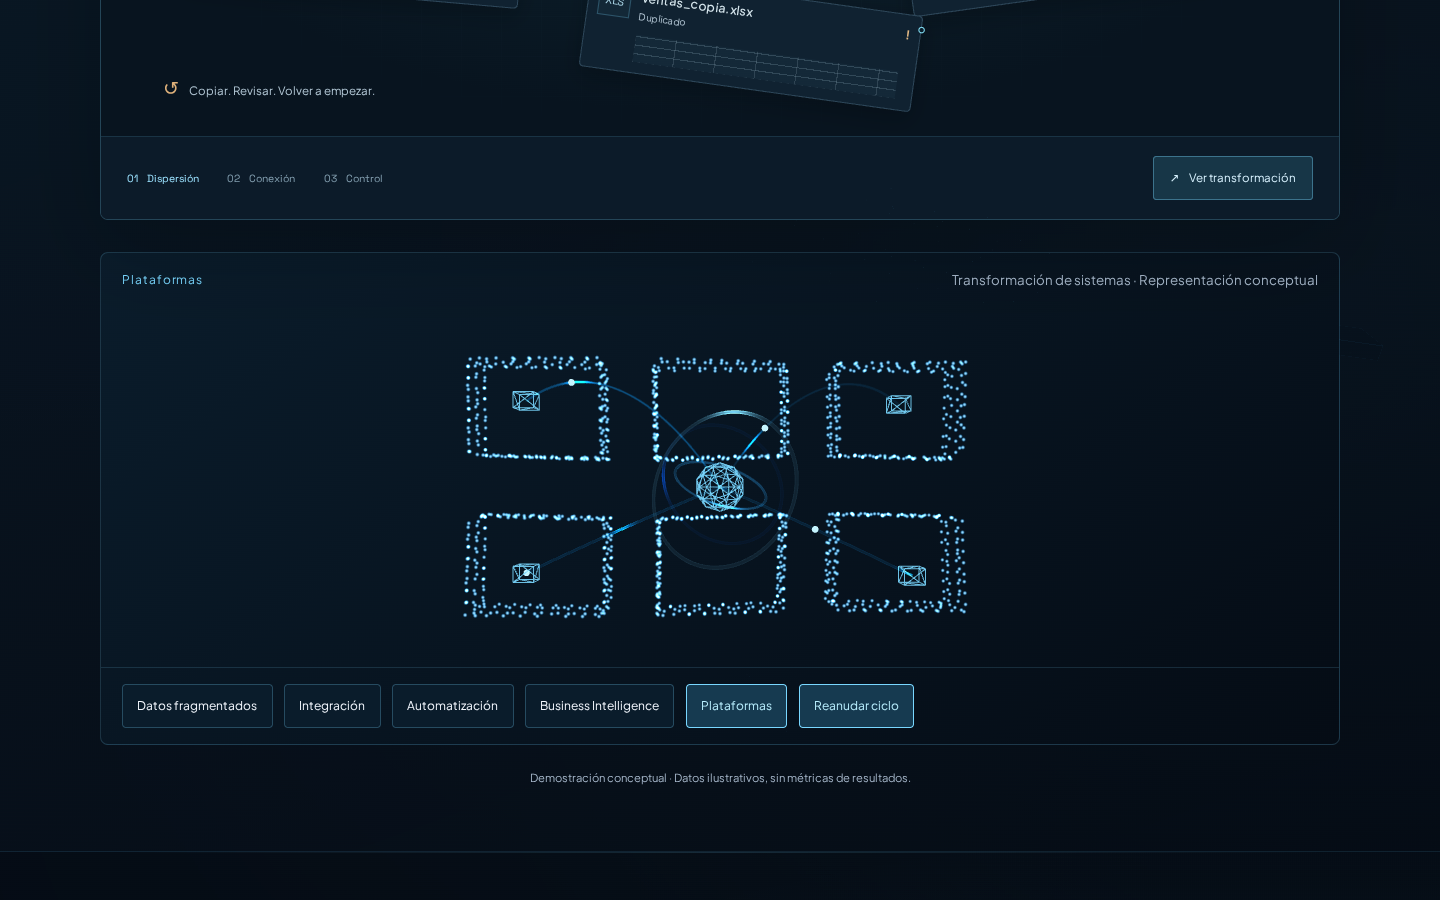 XLS
ventas_copia.xlsx
Duplicado
!
↺ Copiar. Revisar. Volver a empezar.
01 Dispersión 02 Conexión 03 Control
↗ Ver transformación
Plataformas
Transformación de sistemas · Representación conceptual
Datos fragmentados
Integración
Automatización
Business Intelligence
Plataformas
Reanudar ciclo
Demostración conceptual · Datos ilustrativos, sin métricas de resultados.